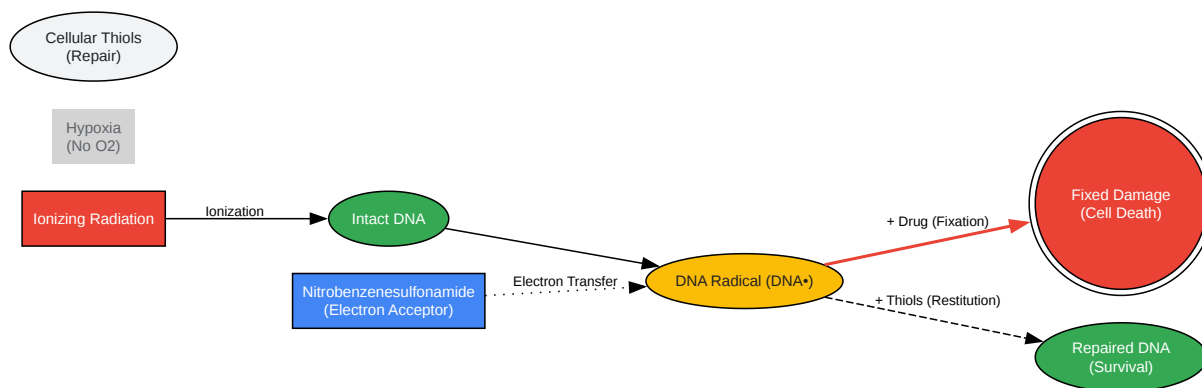 Cellular Thiols
(Repair)
Hypoxia
(No O2)
Ionizing Radiation
Ionization
Intact DNA
Nitrobenzenesulfonamide
(Electron Acceptor)
Electron Transfer
DNA Radical (DNA•)
+ Drug (Fixation)
+ Thiols (Restitution)
Fixed Damage
(Cell Death)
Repaired DNA
(Survival)